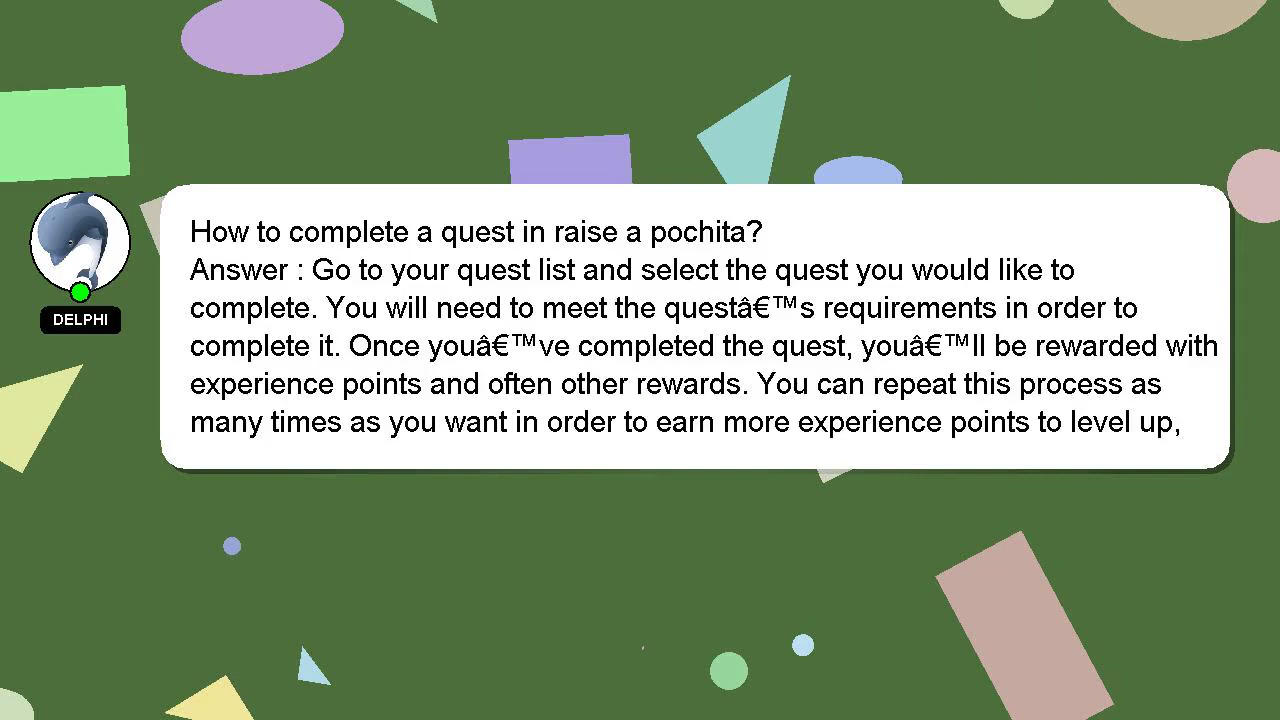 How to complete a quest in raise a pochita?
Answer : Go to your quest list and select the quest you would like to
complete. You will need to meet the questâ€™s requirements in order to
complete it. Once youâ€™ve completed the quest, youâ€™ll be rewarded with
experience points and often other rewards. You can repeat this process as
many times as you want in order to earn more experience points to level up,
DELPHI